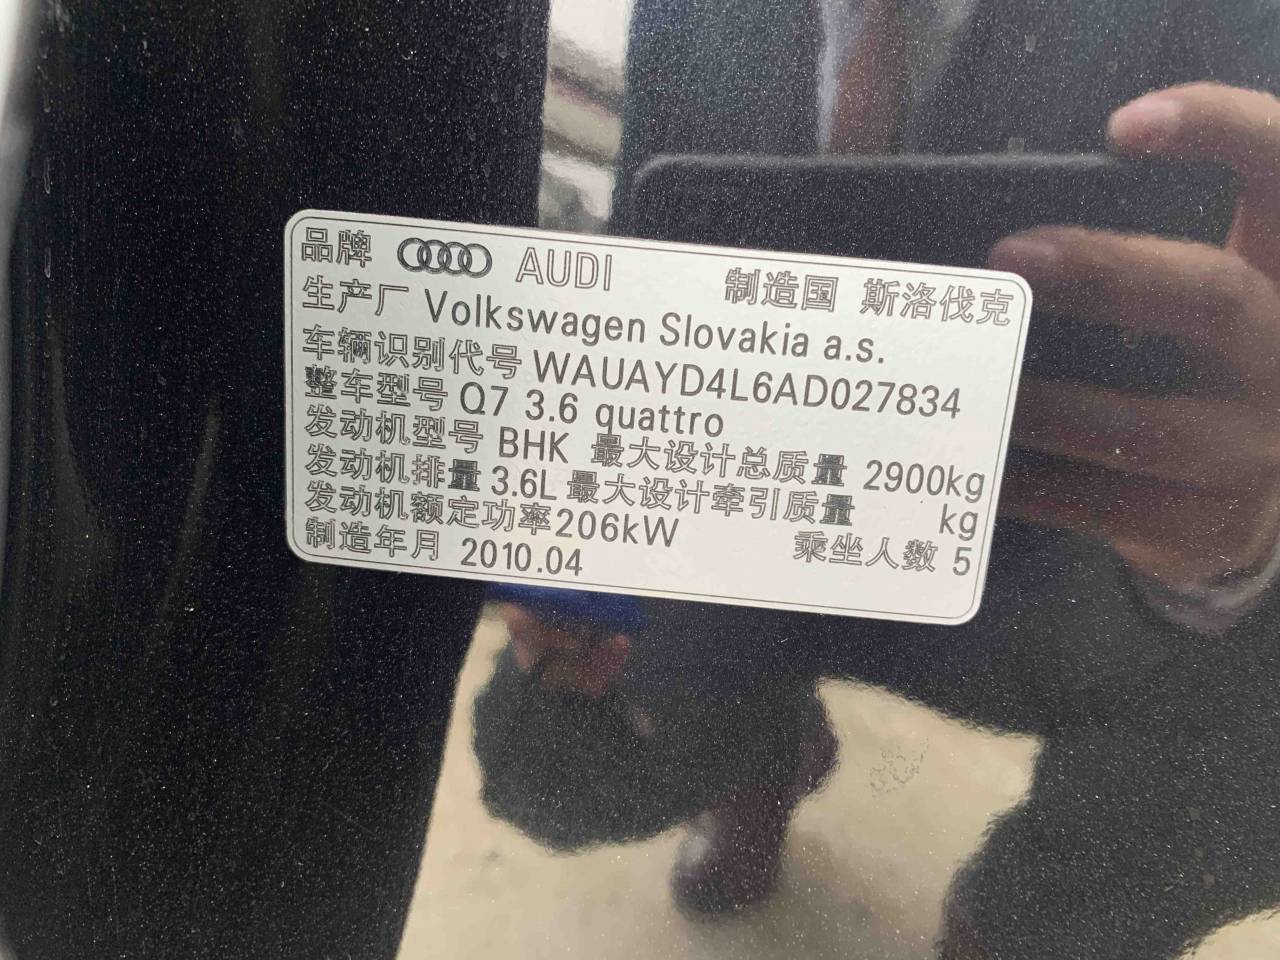 品牌 AUDI 制造国 斯洛伐克
生产厂 Volkswagen Slovakia a.s.
车辆识别代号 WAUAYD4L6AD027834
整车型号 Q7 3.6 quattro
发动机型号 BHK 最大设计总质量 2900kg
发动机排量 3.6L 最大设计牵引质量 kg
发动机额定功率 206kW 乘坐人数 5
制造年月 2010.04